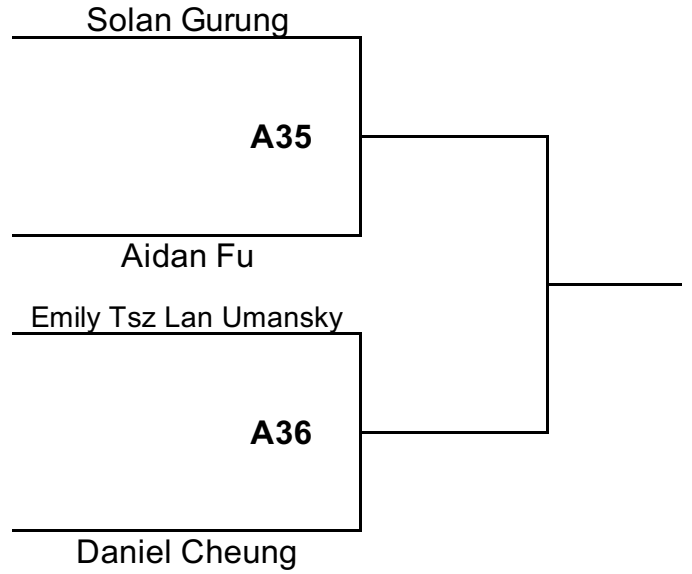 Solan Gurung
A35
Aidan Fu
Emily Tsz Lan Umansky
A36
Daniel Cheung